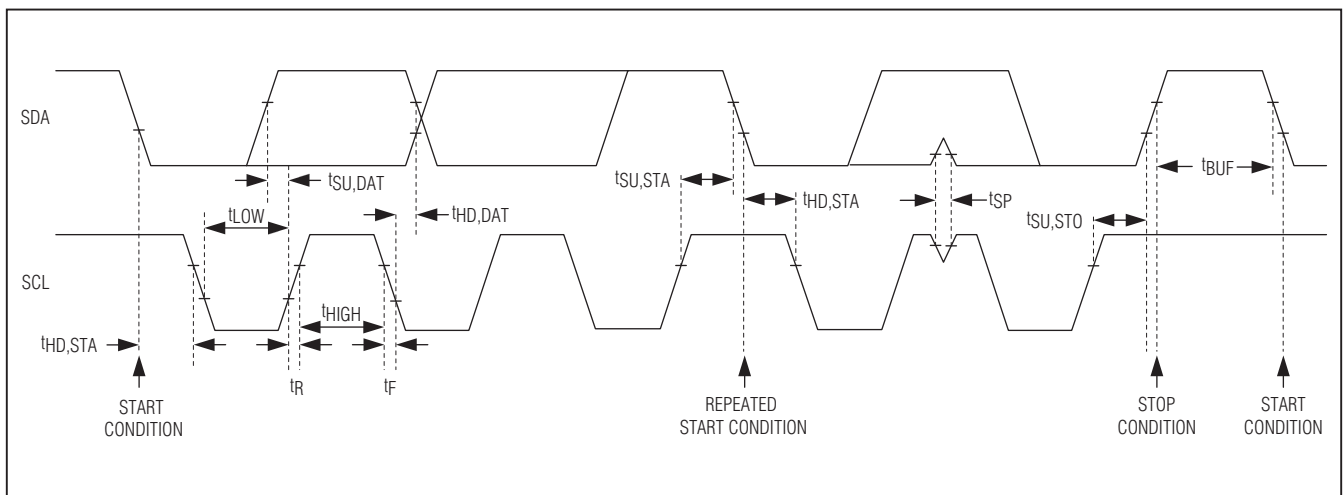 SDA
tSU,DAT
tLOW
tHD,DAT
tSU,STA
tHD,STA
tSP
tBUF
tSU,STO
SCL
tHIGH
tHD,STA
tR
tF
START
CONDITION
REPEATED
START CONDITION
STOP
CONDITION
START
CONDITION